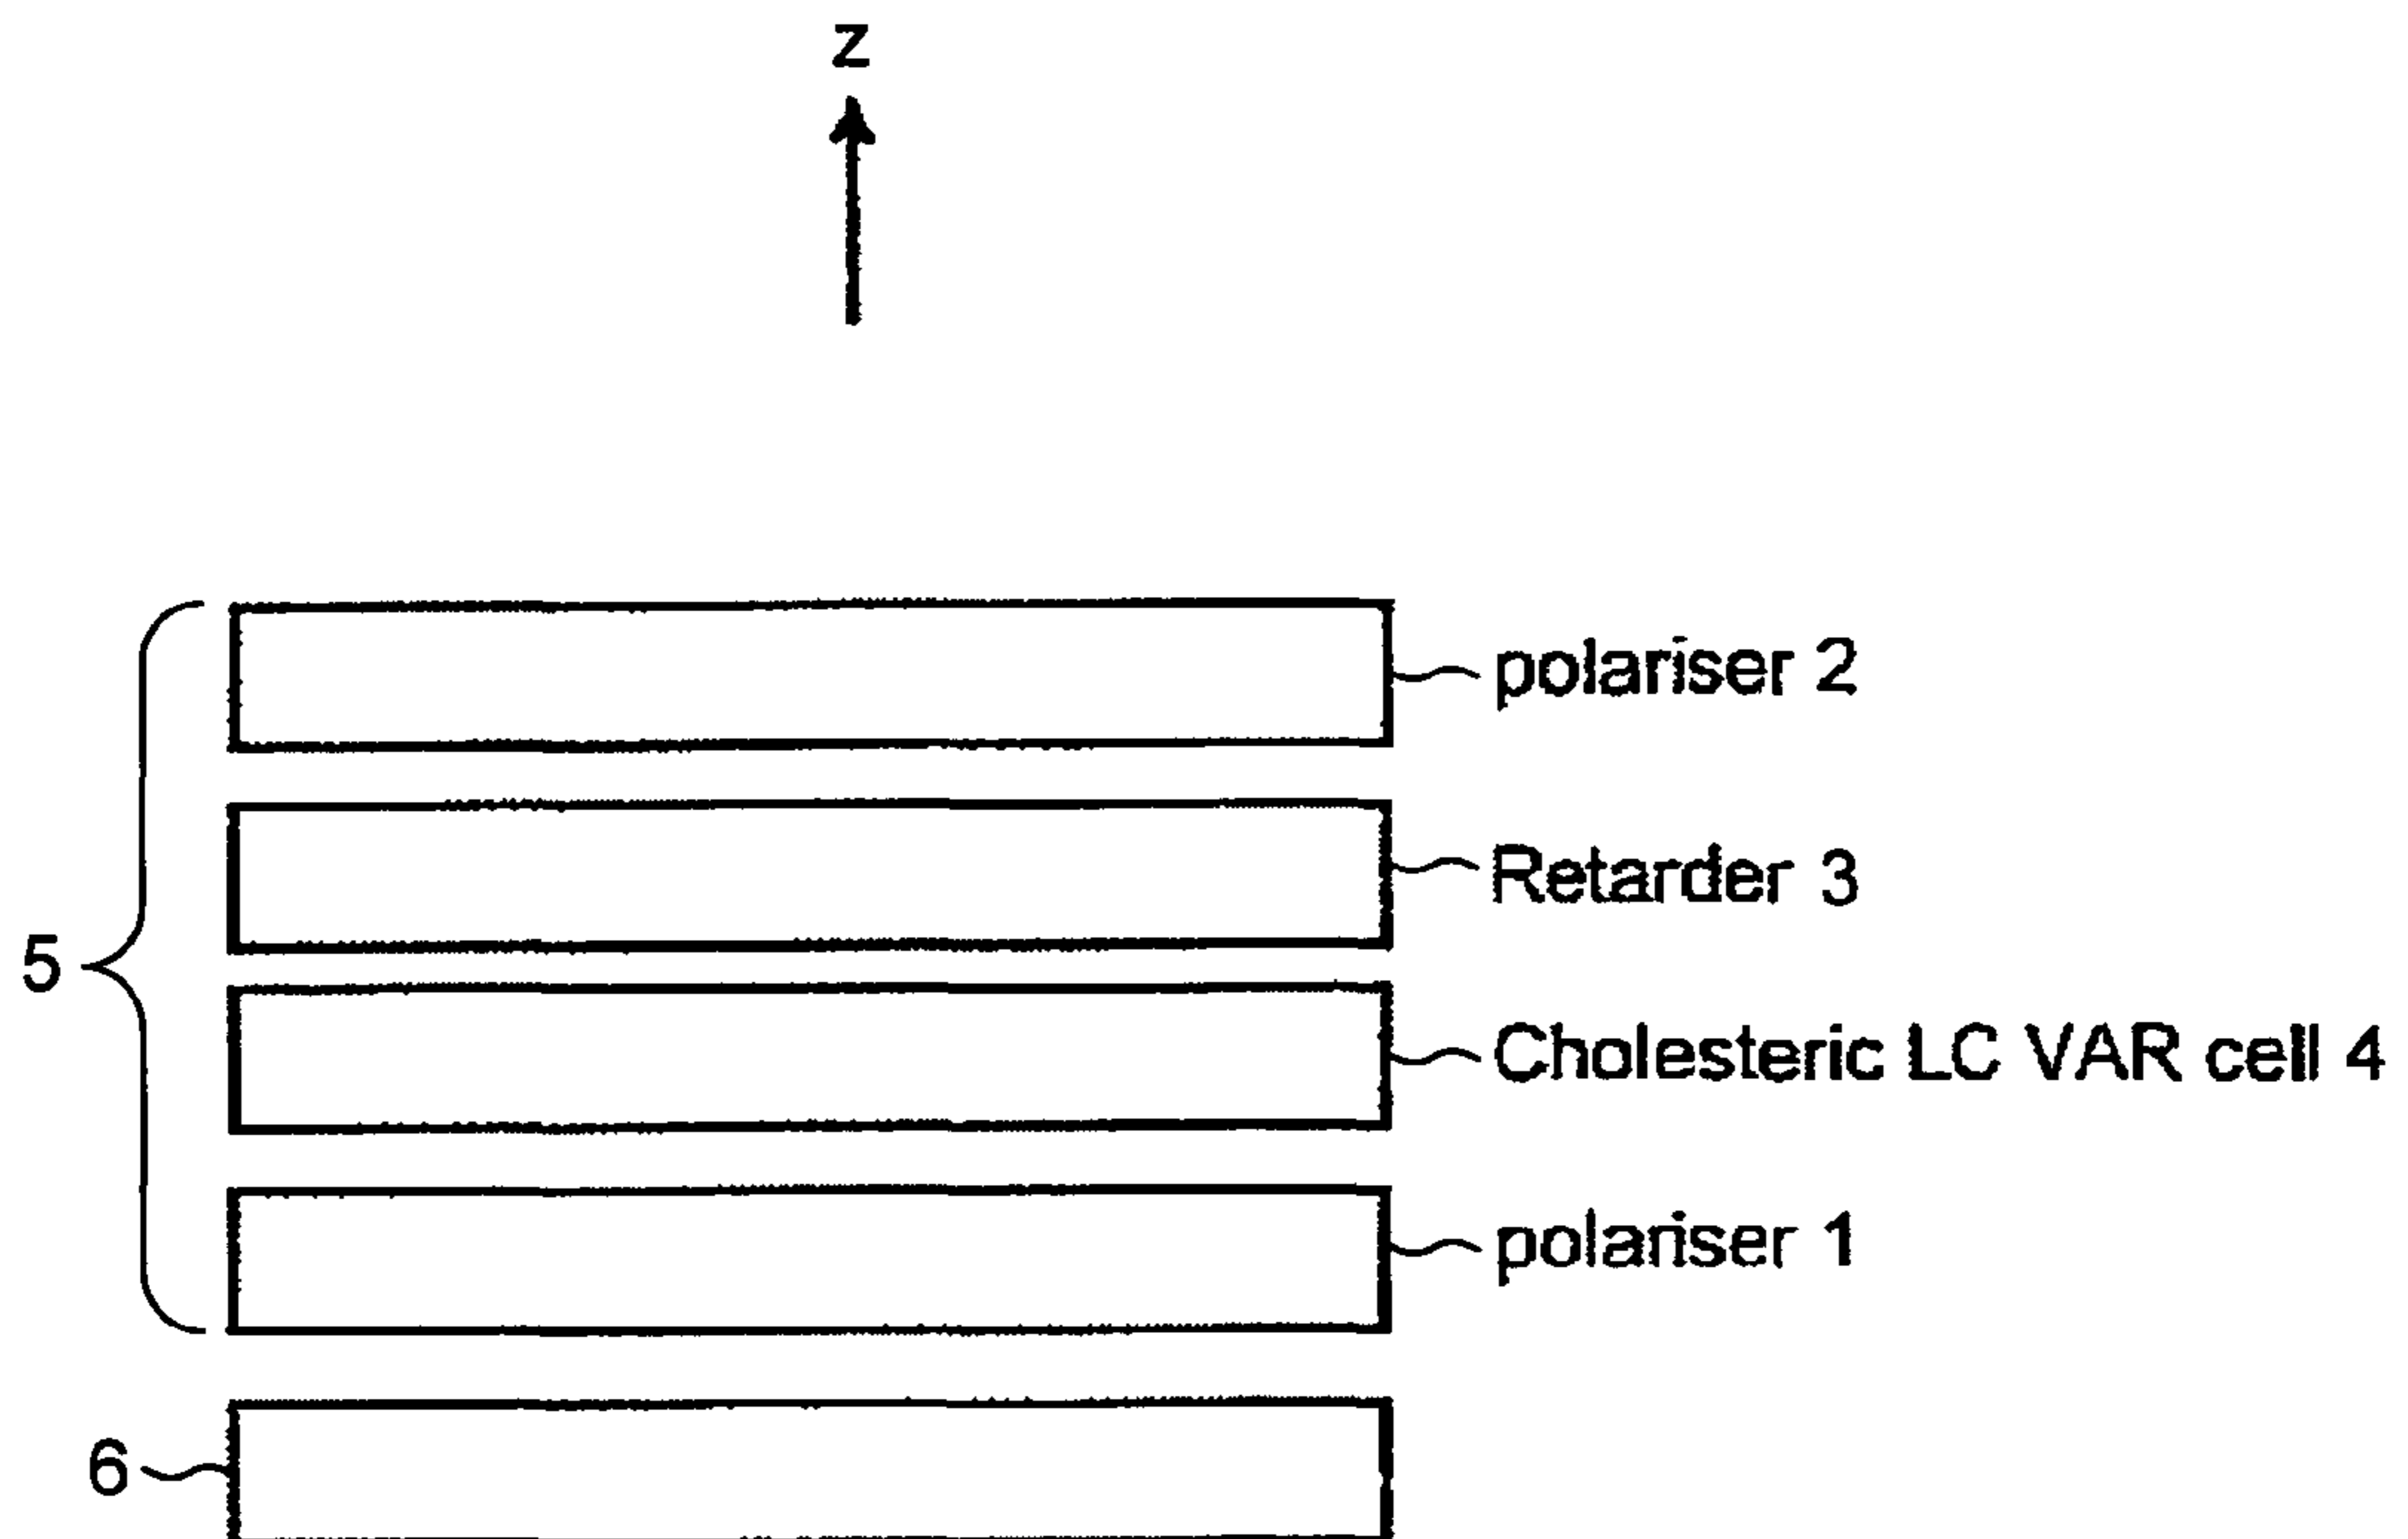 z
polariser 2
Retarder 3
5
Cholesteric LC VAR cell 4
polariser 1
6